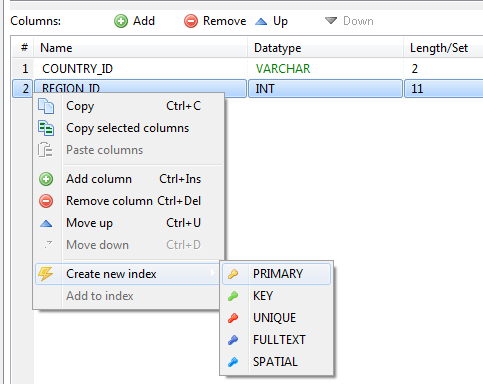 Columns: Add Remove Up Down
# Name Datatype Length/Set
1 COUNTRY_ID VARCHAR 2
2 REGION_ID INT 11
Copy Ctrl+C
Copy selected columns
Paste columns
Add column Ctrl+Ins
Remove column Ctrl+Del
Move up Ctrl+U
Move down Ctrl+D
Create new index PRIMARY
Add to index KEY
UNIQUE
FULLTEXT
SPATIAL